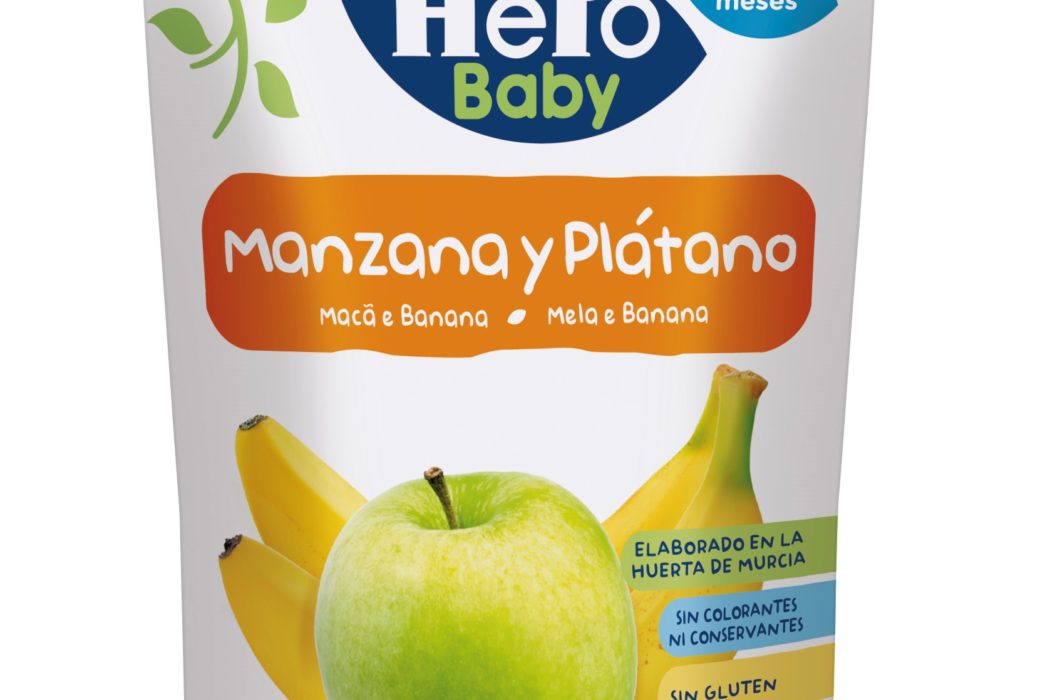 meses
Hero
Baby
Manzana y Plátano
Maçã e Banana • Mela e Banana
ELABORADO EN LA
HUERTA DE MURCIA
SIN COLORANTES
NI CONSERVANTES
SIN GLUTEN